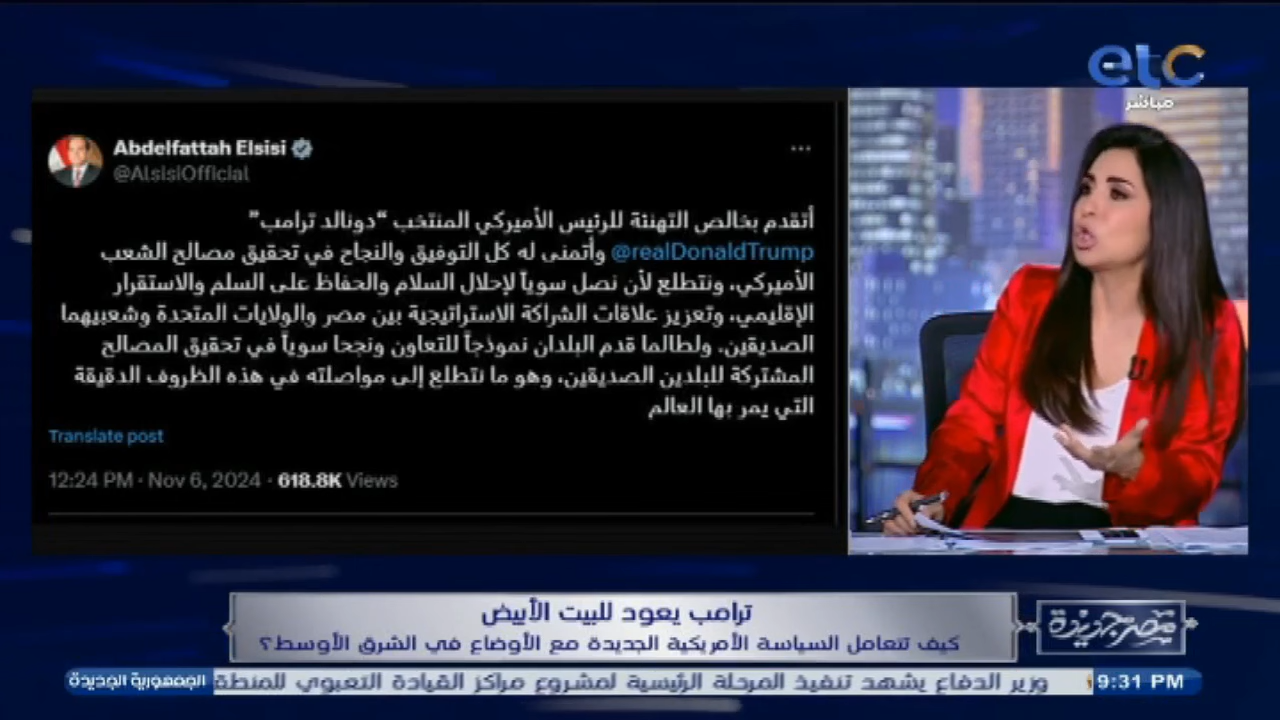 etc
مباشر
Abdelfattah Elsisi
@AlsisiOfficial
أتقدم بخالص التهنئة للرئيس الأميركي المنتخب “دونالد ترامب”
@realDonaldTrump وأتمنى له كل التوفيق والنجاح في تحقيق مصالح الشعب
الأميركي، ونتطلع لأن نصل سوياً لإحلال السلام والحفاظ على السلم والاستقرار
الإقليمي، وتعزيز علاقات الشراكة الاستراتيجية بين مصر والولايات المتحدة وشعبيهما
الصديقين، ولطالما قدم البلدان نموذجاً للتعاون ونجحا سوياً في تحقيق المصالح
المشتركة للبلدين الصديقين، وهو ما نتطلع إلى مواصلته في هذه الظروف الدقيقة
التي يمر بها العالم
Translate post
12:24 PM · Nov 6, 2024 · 618.8K Views
ترامب يعود للبيت الأبيض
كيف تتعامل السياسة الأمريكية الجديدة مع الأوضاع في الشرق الأوسط؟
مصر جديدة
9:31 PM
وزير الدفاع يشهد تنفيذ المرحلة الرئيسية لمشروع مراكز القيادة التعبوي للمنطقة
الجمهورية الجديدة